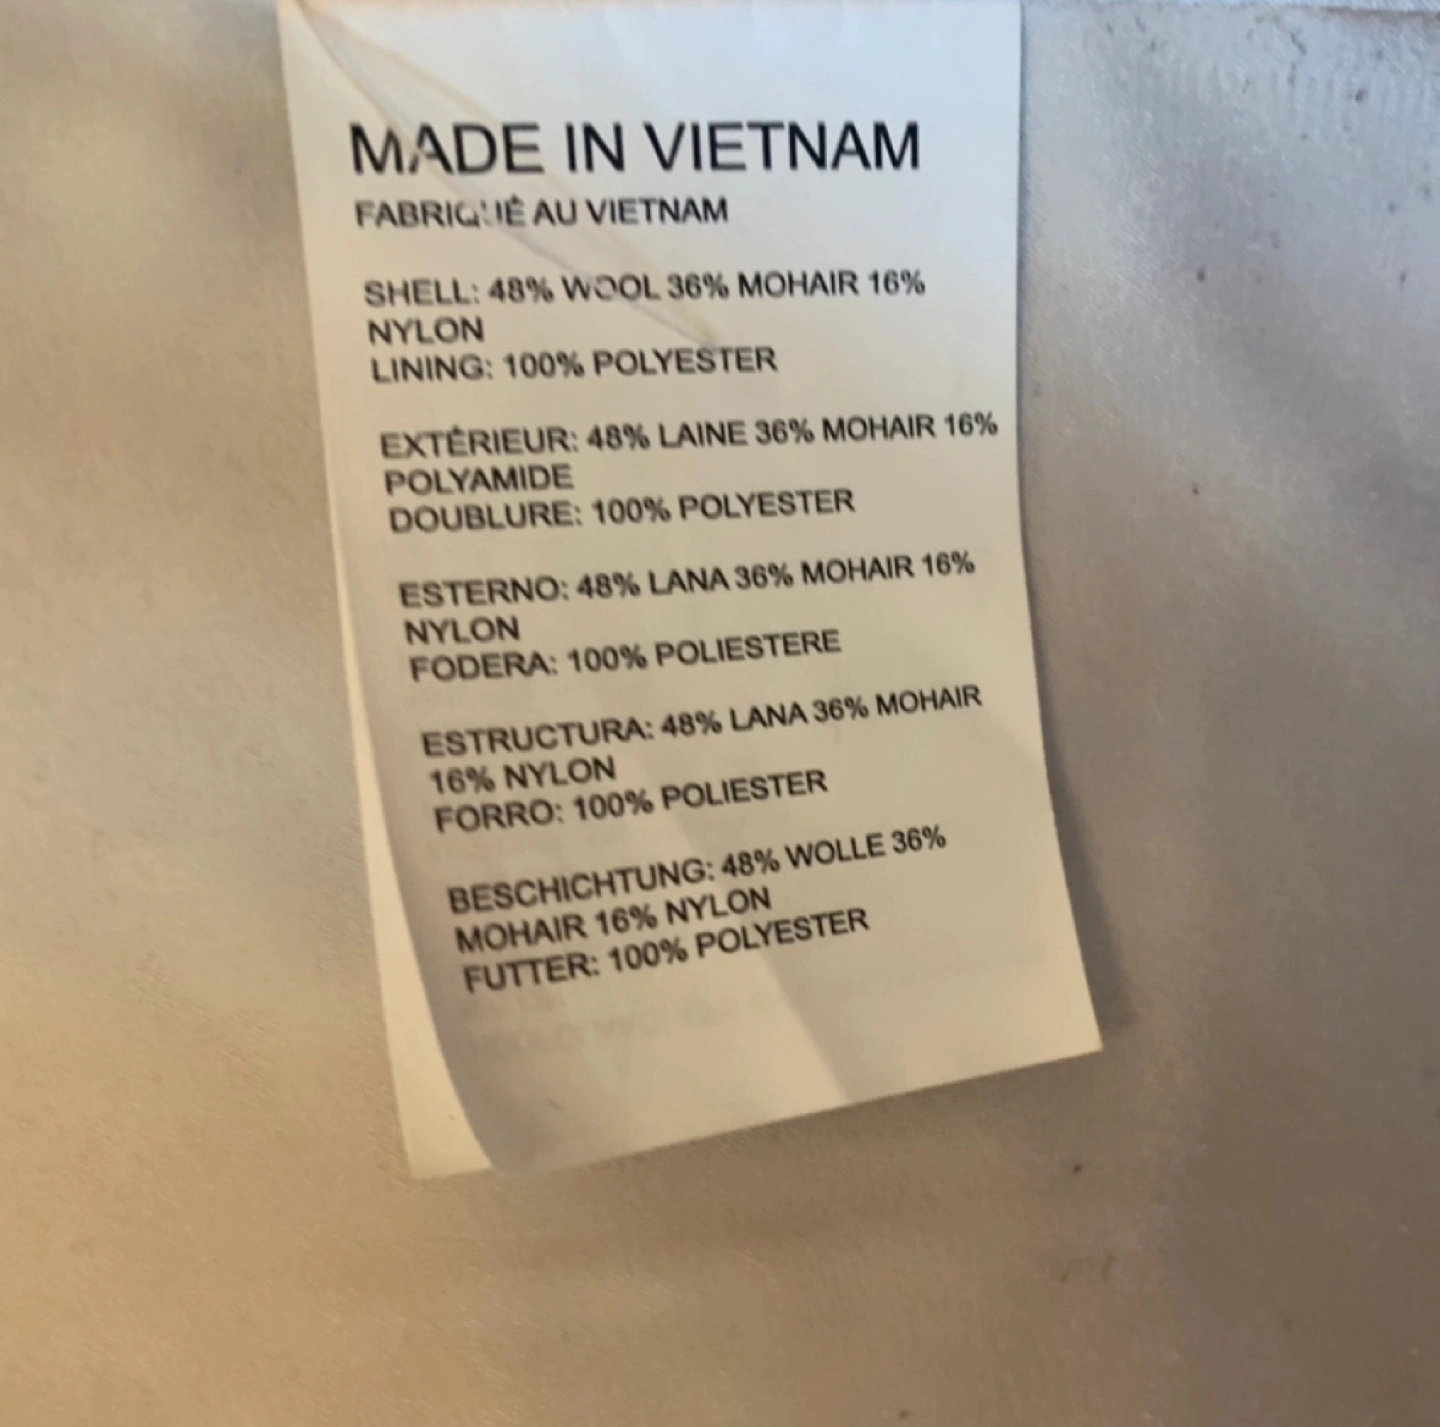 MADE IN VIETNAM
FABRIQUÉ AU VIETNAM
SHELL: 48% WOOL 36% MOHAIR 16%
NYLON
LINING: 100% POLYESTER
EXTÉRIEUR: 48% LAINE 36% MOHAIR 16%
POLYAMIDE
DOUBLURE: 100% POLYESTER
ESTERNO: 48% LANA 36% MOHAIR 16%
NYLON
FODERA: 100% POLIESTERE
ESTRUCTURA: 48% LANA 36% MOHAIR
16% NYLON
FORRO: 100% POLIESTER
BESCHICHTUNG: 48% WOLLE 36%
MOHAIR 16% NYLON
FUTTER: 100% POLYESTER